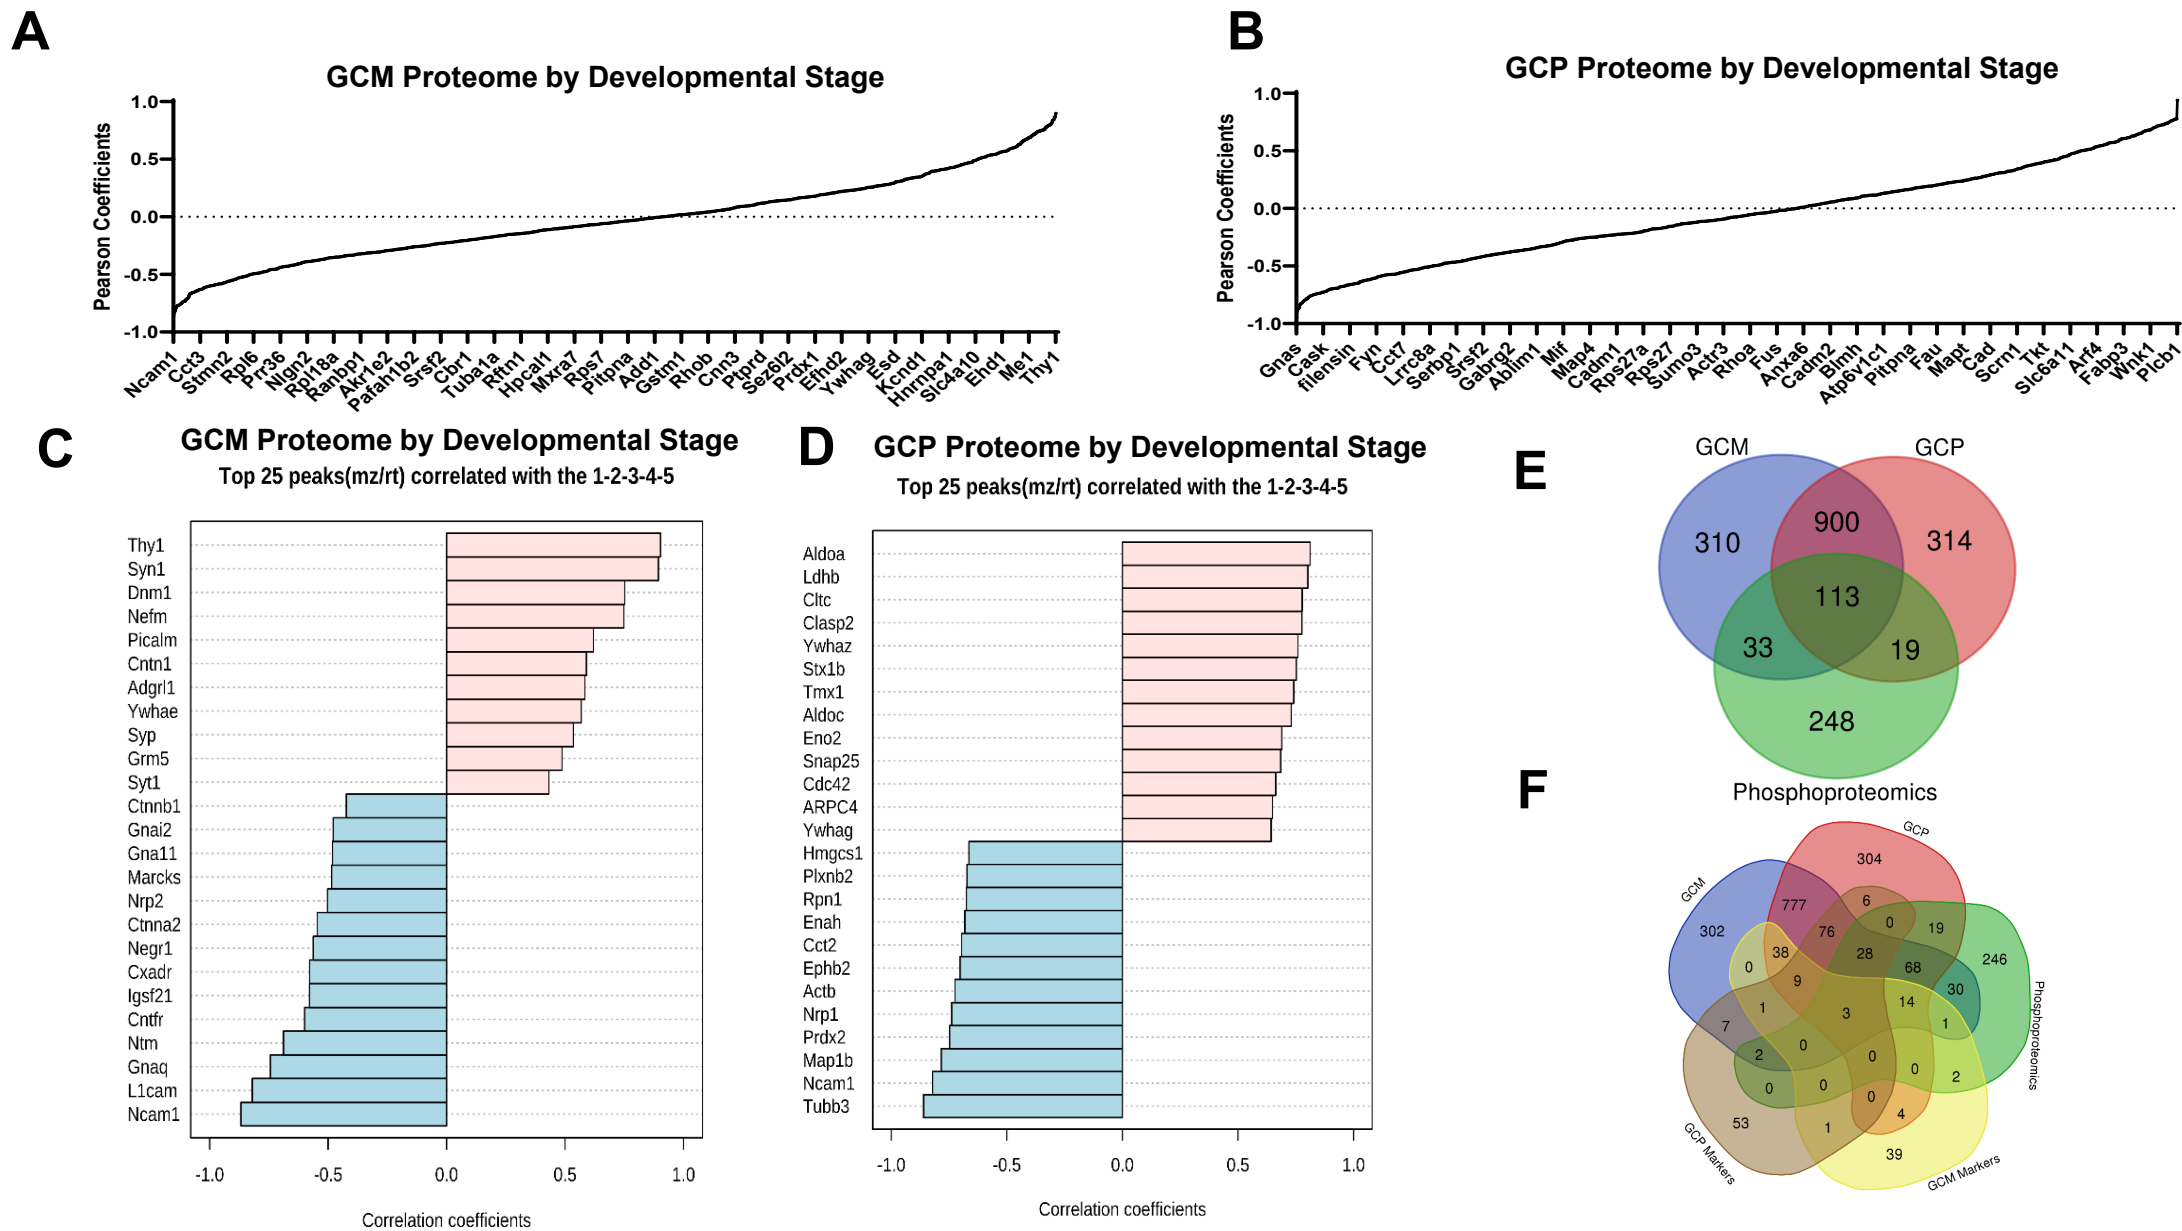 A
GCM Proteome by Developmental Stage
Pearson Coefficients
1.0
0.5
0.0
-0.5
-1.0
Ncam1
Cct3
Stmn2
Rpl6
Prr36
Nlgn2
Rpl18a
Ranbp1
Akr1e2
Pafah1b2
Srsf2
Cbr1
Tuba1a
Rftn1
Hpcal1
Mxra7
Rps7
Pitpna
Add1
Gstm1
Rhob
Cnn3
Ptprd
Sez6l2
Prdx1
Efhd2
Ywhag
Esd
Kcnd1
Hnrnpa1
Slc4a10
Ehd1
Me1
Thy1
B
GCP Proteome by Developmental Stage
Pearson Coefficients
1.0
0.5
0.0
-0.5
-1.0
Gnas
Cask
filensin
Fyn
Cct7
Lrrc8a
Serbp1
Srsf2
Gabrg2
Ablim1
Mif
Map4
Cadm1
Rps27a
Rps27
Sumo3
Actr3
Rhoa
Fus
Anxa6
Cadm2
Blmh
Atp6v1c1
Pitpna
Fau
Mapt
Cad
Scrn1
Tkt
Slc6a11
Arf4
Fabp3
Wnk1
Plcb1
C
GCM Proteome by Developmental Stage
Top 25 peaks(mz/rt) correlated with the 1-2-3-4-5
Thy1
Syn1
Dnm1
Nefm
Picalm
Cntn1
Adgrl1
Ywhae
Syp
Grm5
Syt1
Ctnnb1
Gnai2
Gna11
Marcks
Nrp2
Ctnna2
Negr1
Cxadr
Igsf21
Cntfr
Ntm
Gnaq
L1cam
Ncam1
-1.0 -0.5 0.0 0.5 1.0
Correlation coefficients
D
GCP Proteome by Developmental Stage
Top 25 peaks(mz/rt) correlated with the 1-2-3-4-5
Aldoa
Ldhb
Cltc
Clasp2
Ywhaz
Stx1b
Tmx1
Aldoc
Eno2
Snap25
Cdc42
ARPC4
Ywhag
Hmgcs1
Plxnb2
Rpn1
Enah
Cct2
Ephb2
Actb
Nrp1
Prdx2
Map1b
Ncam1
Tubb3
-1.0 -0.5 0.0 0.5 1.0
Correlation coefficients
E
GCM GCP
310 900 314
113
33 19
248
Phosphoproteomics
F
GCP
GCM
Phosphoproteomics
GCM Markers
GCP Markers
304
777 6
302 76 0 19
38 28 246
0 9 68 30
1 3 14 1
7
2 0 0 0 2
0 0 0 4
53 1
39